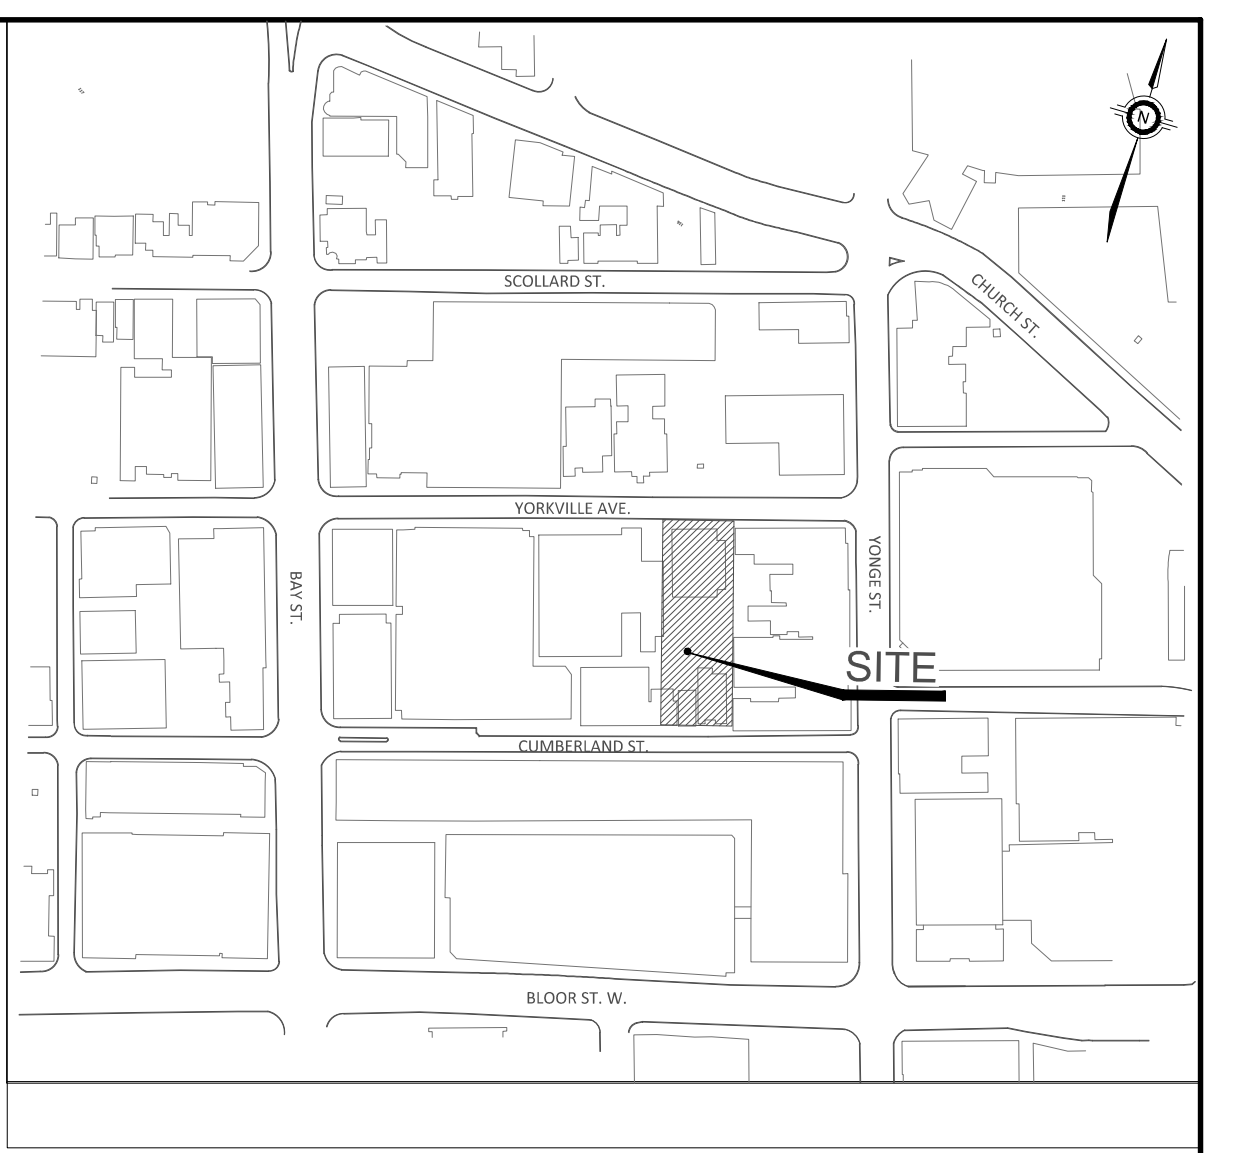 N
SCOLLARD ST.
CHURCH ST.
YORKVILLE AVE.
BAY ST.
YONGE ST.
SITE
CUMBERLAND ST.
BLOOR ST. W.